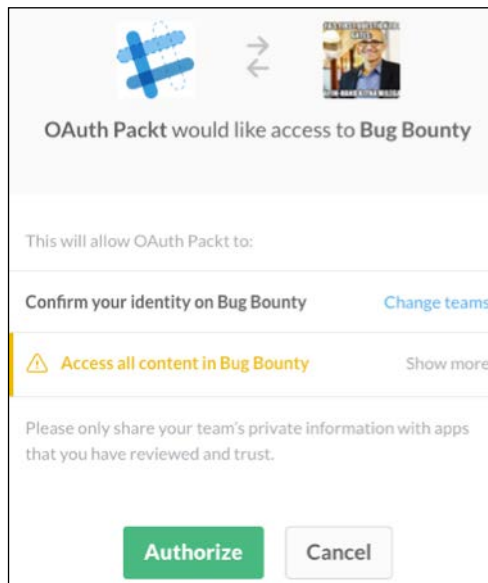 OAuth Packt would like access to Bug Bounty
This will allow OAuth Packt to:
Confirm your identity on Bug Bounty
Change teams
Access all content in Bug Bounty
Show more
Please only share your team's private information with apps
that you have reviewed and trust.
Authorize
Cancel